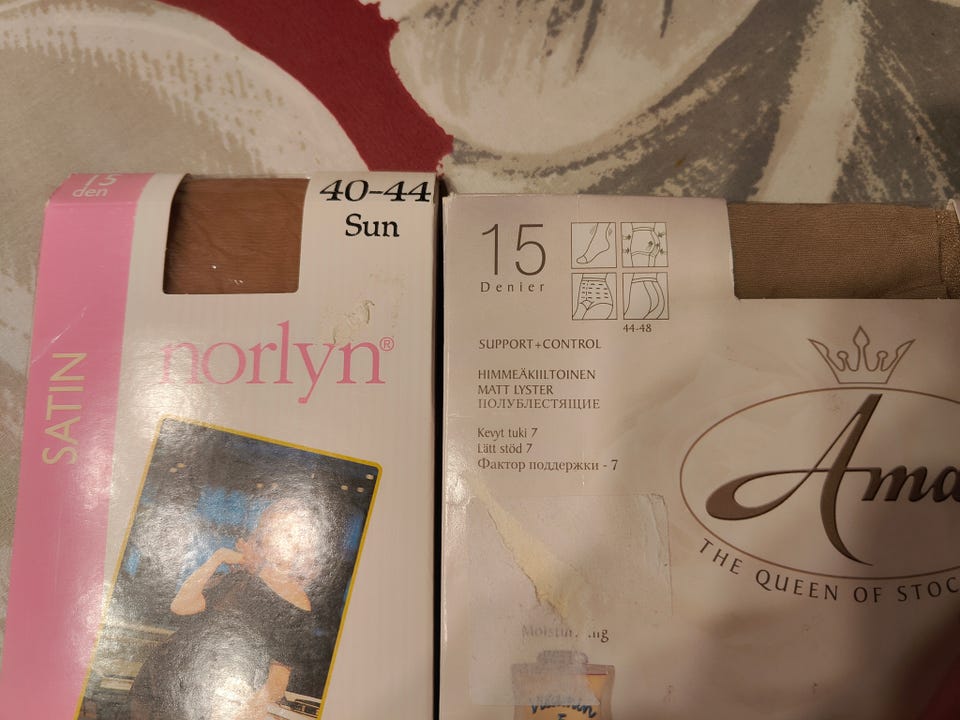 15
den
40-44
Sun
norlyn®
SATIN
15
Denier
44-48
SUPPORT+CONTROL
HIMMEÄKIILTOINEN
MATT LYSTER
ПОЛУБЛЕСТЯЩИЕ
Kevyt tuki 7
Lätt stöd 7
Фактор поддержки - 7
Ama
THE QUEEN OF STOC